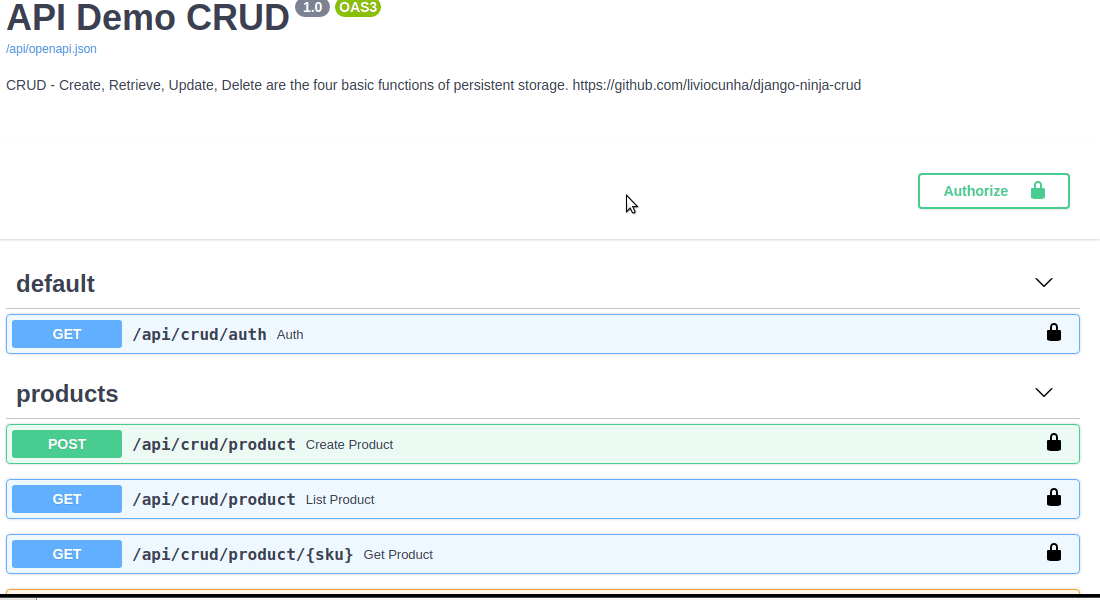 API Demo CRUD 1.0 OAS3
/api/openapi.json
CRUD - Create, Retrieve, Update, Delete are the four basic functions of persistent storage. https://github.com/liviocunha/django-ninja-crud
Authorize
default
GET /api/crud/auth Auth
products
POST /api/crud/product Create Product
GET /api/crud/product List Product
GET /api/crud/product/{sku} Get Product